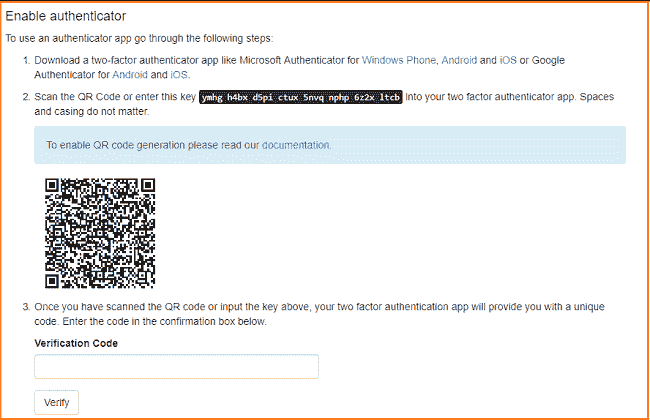 Enable authenticator
To use an authenticator app go through the following steps:
1. Download a two-factor authenticator app like Microsoft Authenticator for Windows Phone, Android and iOS or Google
Authenticator for Android and iOS.
2. Scan the QR Code or enter this key ymhg h4bx d5pi ctux 5nvq nphp 6z2x ltcb into your two factor authenticator app. Spaces
and casing do not matter.
To enable QR code generation please read our documentation.
3. Once you have scanned the QR code or input the key above, your two factor authentication app will provide you with a unique
code. Enter the code in the confirmation box below.
Verification Code
Verify